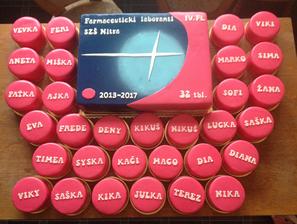 Farmaceutickí laboranti IV.FL
SZŠ Nitra
2013-2017 32 tbl.
VEVKA FERI DIA VIKI
ANETA MIŠKA MARKO SIMA
PAŤKA AJKA SOFI ŽANA
EVA FREDE DENY KIKUŠ NIKUŠ LUCKA SAŠKA
TIMEA SYSKA KAČI MAGO DIA DIANA
VIKY SAŠKA KIKA JULKA TEREZ NIKA